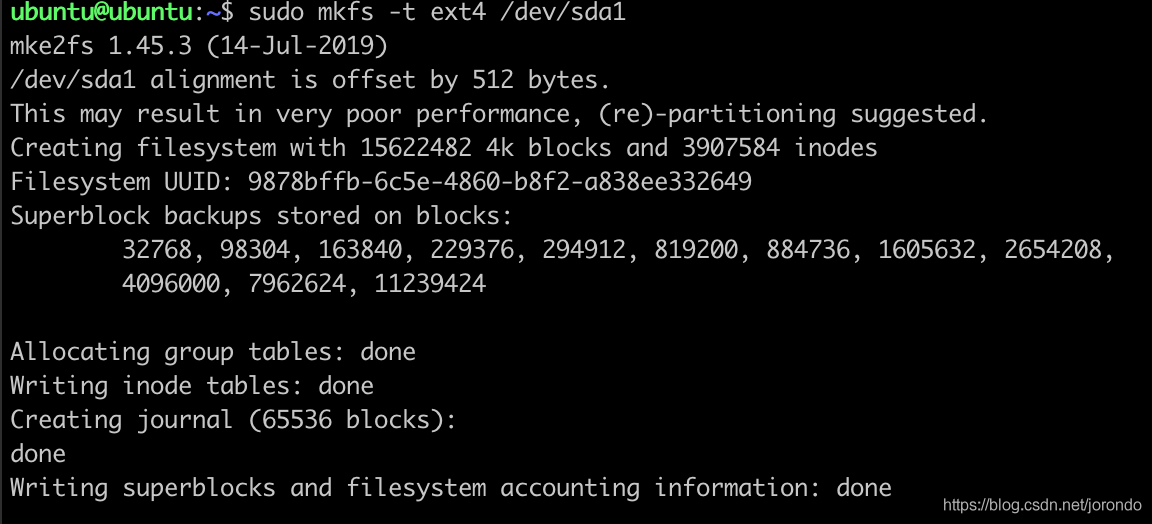 ubuntu@ubuntu:~$ sudo mkfs -t ext4 /dev/sda1
mke2fs 1.45.3 (14-Jul-2019)
/dev/sda1 alignment is offset by 512 bytes.
This may result in very poor performance, (re)-partitioning suggested.
Creating filesystem with 15622482 4k blocks and 3907584 inodes
Filesystem UUID: 9878bffb-6c5e-4860-b8f2-a838ee332649
Superblock backups stored on blocks:
32768, 98304, 163840, 229376, 294912, 819200, 884736, 1605632, 2654208,
4096000, 7962624, 11239424
Allocating group tables: done
Writing inode tables: done
Creating journal (65536 blocks):
done
Writing superblocks and filesystem accounting information: done
https://blog.csdn.net/jorondo